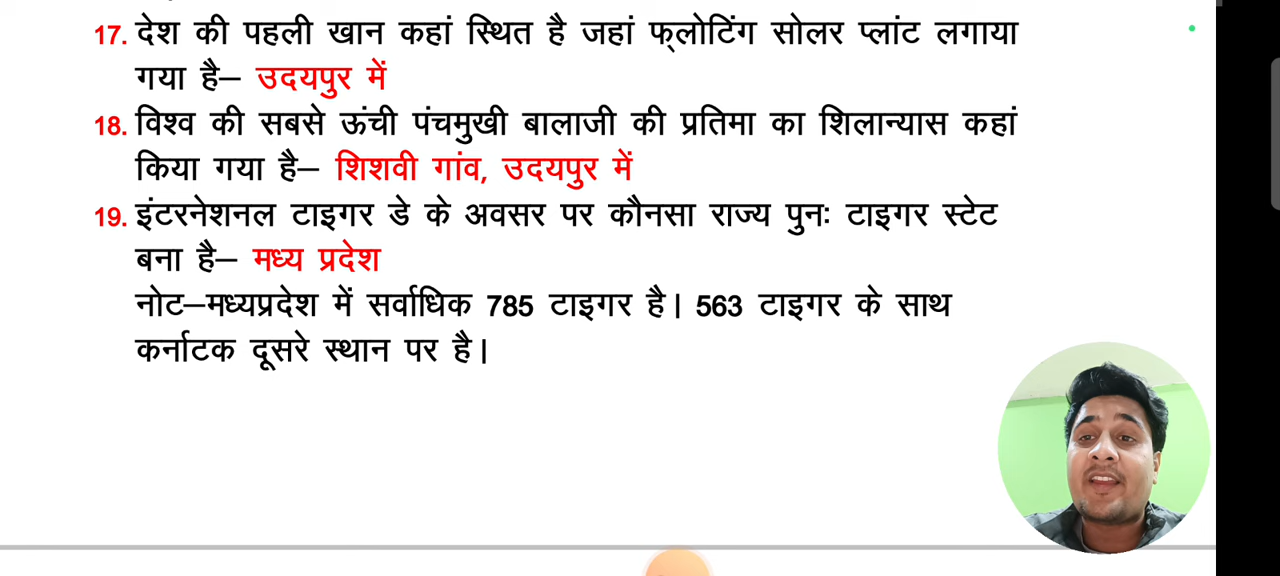 17. देश की पहली खान कहां स्थित है जहां फ्लोटिंग सोलर प्लांट लगाया
गया है– उदयपुर में
18. विश्व की सबसे ऊंची पंचमुखी बालाजी की प्रतिमा का शिलान्यास कहां
किया गया है– शिशवी गांव, उदयपुर में
19. इंटरनेशनल टाइगर डे के अवसर पर कौनसा राज्य पुनः टाइगर स्टेट
बना है– मध्य प्रदेश
नोट–मध्यप्रदेश में सर्वाधिक 785 टाइगर है। 563 टाइगर के साथ
कर्नाटक दूसरे स्थान पर है।